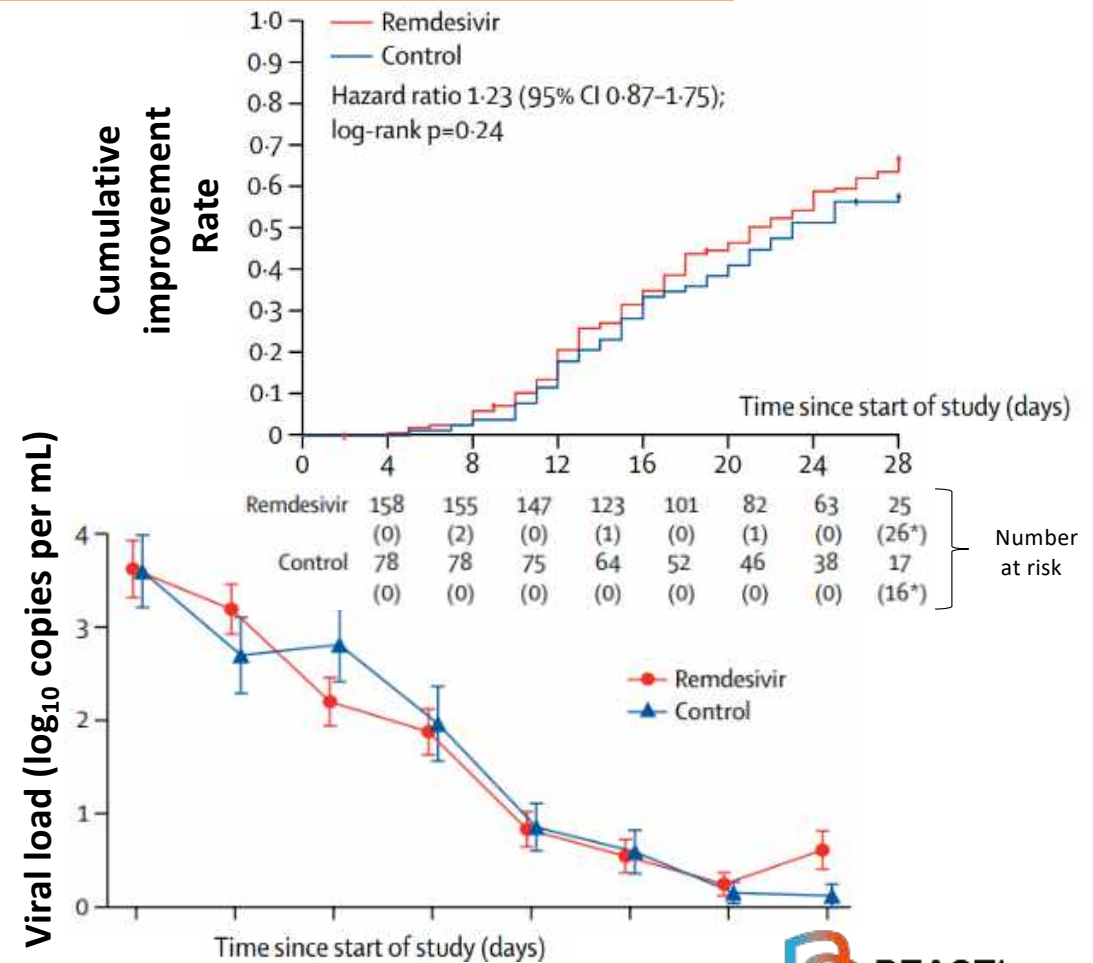 Cumulative
improvement
Rate
1·0
0·9
0·8
0·7
0·6
0·5
0·4
0·3
0·2
0·1
0
Remdesivir
Control
Hazard ratio 1·23 (95% CI 0·87–1·75);
log-rank p=0·24
Time since start of study (days)
0 4 8 12 16 20 24 28
Remdesivir 158 155 147 123 101 82 63 25
(0) (2) (0) (1) (0) (1) (0) (26*)
Control 78 78 75 64 52 46 38 17
(0) (0) (0) (0) (0) (0) (0) (16*)
Number
at risk
Viral load (log10 copies per mL)
4
3
2
1
0
Remdesivir
Control
Time since start of study (days)